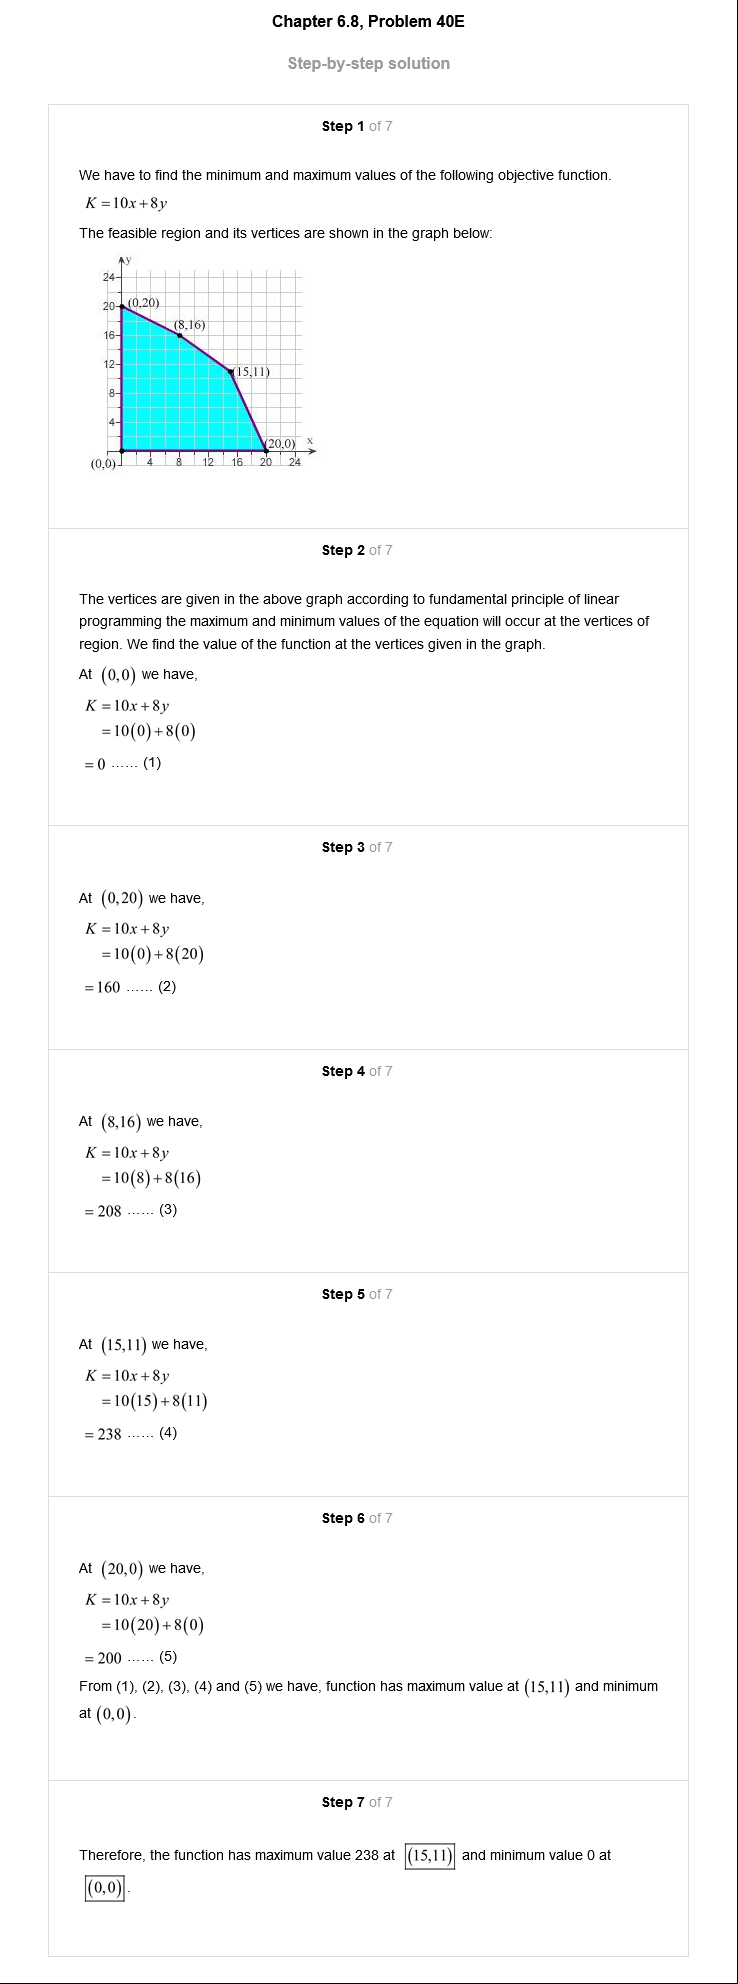 Chapter 6.8, Problem 40E
Step-by-step solution
Step 1 of 7
We have to find the minimum and maximum values of the following objective function.
K = 10x + 8y
The feasible region and its vertices are shown in the graph below:
y
24
20
(0,20)
(8,16)
16
12
(15,11)
8
4
(20,0)
x
(0,0)
4 8 12 16 20 24
Step 2 of 7
The vertices are given in the above graph according to fundamental principle of linear
programming the maximum and minimum values of the equation will occur at the vertices of
region. We find the value of the function at the vertices given in the graph.
At (0,0) we have,
K = 10x + 8y
= 10(0) + 8(0)
= 0 ...... (1)
Step 3 of 7
At (0,20) we have,
K = 10x + 8y
= 10(0) + 8(20)
= 160 ...... (2)
Step 4 of 7
At (8,16) we have,
K = 10x + 8y
= 10(8) + 8(16)
= 208 ...... (3)
Step 5 of 7
At (15,11) we have,
K = 10x + 8y
= 10(15) + 8(11)
= 238 ...... (4)
Step 6 of 7
At (20,0) we have,
K = 10x + 8y
= 10(20) + 8(0)
= 200 ...... (5)
From (1), (2), (3), (4) and (5) we have, function has maximum value at (15,11) and minimum
at (0,0).
Step 7 of 7
Therefore, the function has maximum value 238 at (15,11) and minimum value 0 at
(0,0).